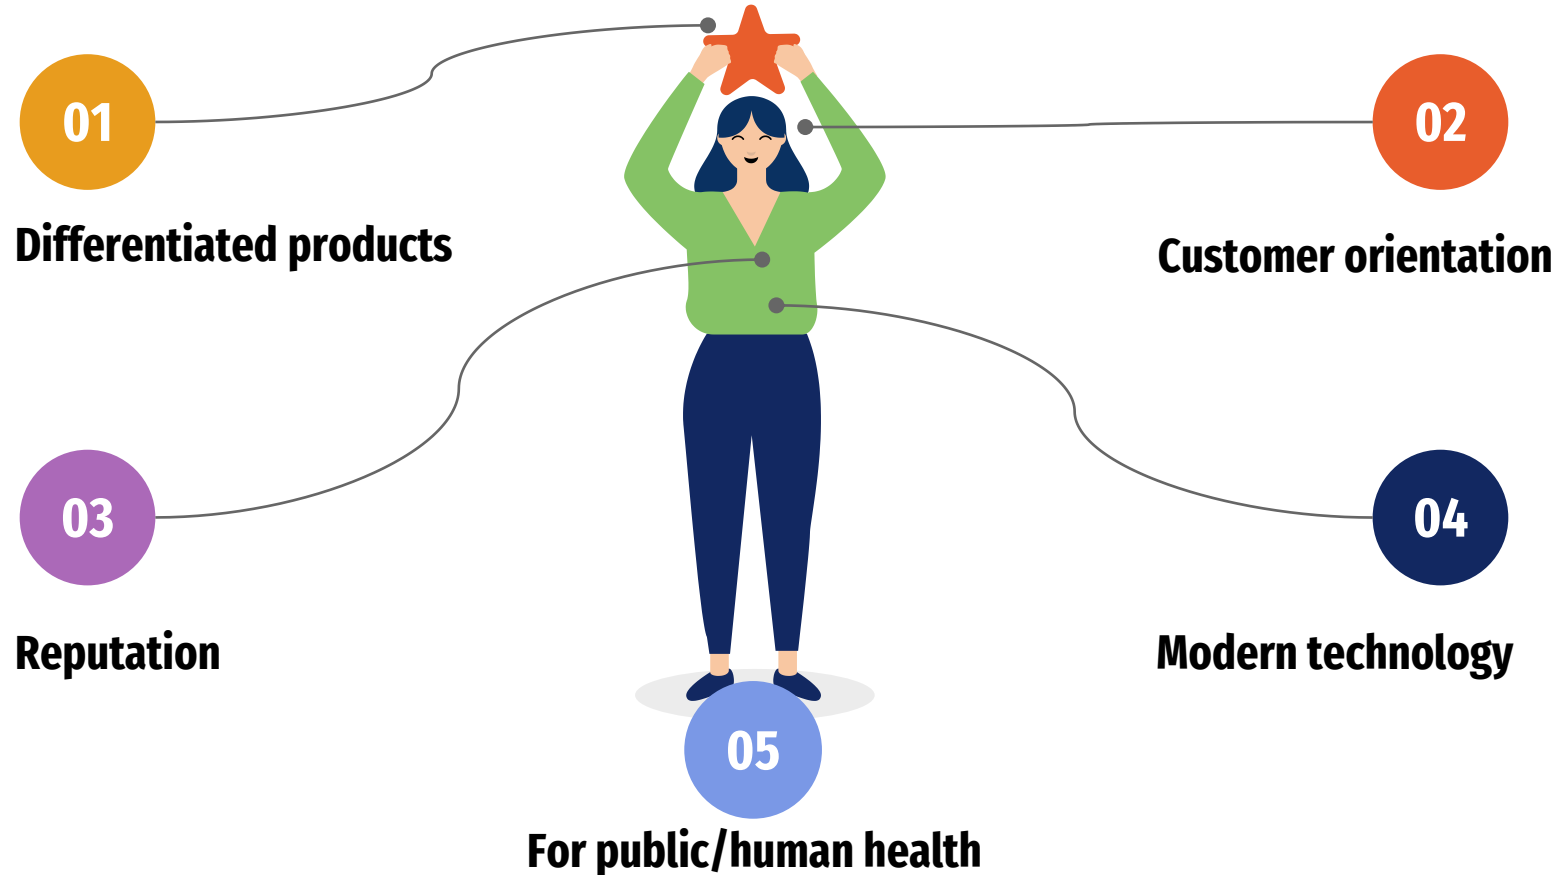 01
Differentiated products
02
Customer orientation
03
Reputation
04
Modern technology
05
For public/human health